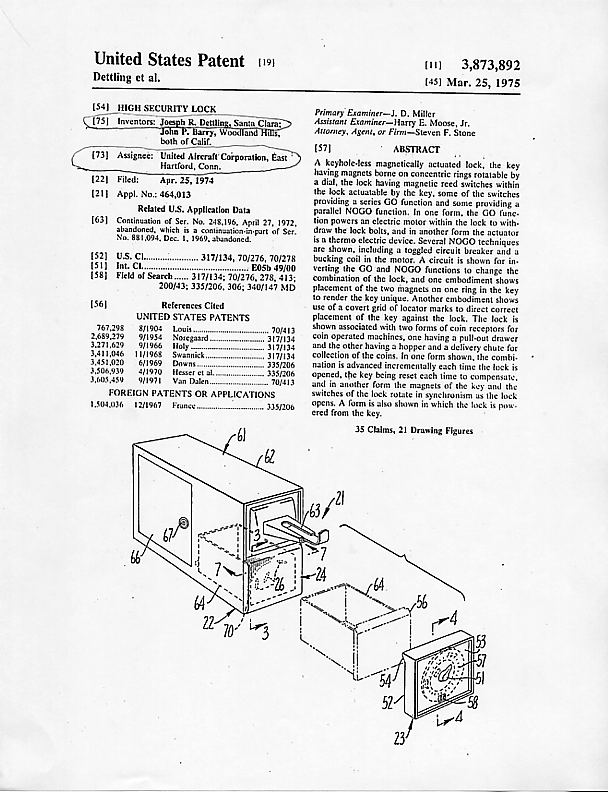 United States Patent [19]
Dettling et al.
[11] 3,873,892
[45] Mar. 25, 1975
[54] HIGH SECURITY LOCK
[75] Inventors: Joesph R. Dettling, Santa Clara;
John P. Barry, Woodland Hills,
both of Calif.
[73] Assignee: United Aircraft Corporation, East
Hartford, Conn.
[22] Filed: Apr. 25, 1974
[21] Appl. No.: 464,013
Related U.S. Application Data
[63] Continuation of Ser. No. 248,196, April 27, 1972,
abandoned, which is a continuation-in-part of Ser.
No. 881,094, Dec. 1, 1969, abandoned.
[52] U.S. Cl. 317/134, 70/276, 70/278
[51] Int. Cl. E05b 49/00
[58] Field of Search 317/134; 70/276, 278, 413;
200/43; 335/206, 306; 340/147 MD
[56] References Cited
UNITED STATES PATENTS
767,298 8/1904 Louis 70/413
2,689,279 9/1954 Noregaard 317/134
3,271,629 9/1966 Holy 317/134
3,411,046 11/1968 Swannick 317/134
3,451,020 6/1969 Downs 335/206
3,506,939 4/1970 Hesser et al. 335/206
3,605,459 9/1971 Van Dalen 70/413
FOREIGN PATENTS OR APPLICATIONS
1,504,036 12/1967 France 335/206
Primary Examiner—J. D. Miller
Assistant Examiner—Harry E. Moose, Jr.
Attorney, Agent, or Firm—Steven F. Stone
[57] ABSTRACT
A keyhole-less magnetically actuated lock, the key
having magnets borne on concentric rings rotatable by
a dial, the lock having magnetic reed switches within
the lock actuatable by the key, some of the switches
providing a series GO function and some providing a
parallel NOGO function. In one form, the GO func-
tion powers an electric motor within the lock to with-
draw the lock bolts, and in another form the actuator
is a thermo electric device. Several NOGO techniques
are shown, including a toggled circuit breaker and a
bucking coil in the motor. A circuit is shown for in-
verting the GO and NOGO functions to change the
combination of the lock, and one embodiment shows
placement of two magnets on one ring in the key
to render the key unique. Another embodiment shows
use of a covert grid of locator marks to direct correct
placement of the key against the lock. The lock is
shown associated with two forms of coin receptors for
coin operated machines, one having a pull-out drawer
and the other having a hopper and a delivery chute for
collection of the coins. In one form shown, the combi-
nation is advanced incrementally each time the lock is
opened, the key being reset each time to compensate,
and in another form the magnets of the key and the
switches of the lock rotate in synchronism as the lock
opens. A form is also shown in which the lock is pow-
ered from the key.
35 Claims, 21 Drawing Figures
61
62
63
21
3
67
66
7
7
26
24
64
22
70
3
64
56
4
53
57
54
51
52
58
4
23